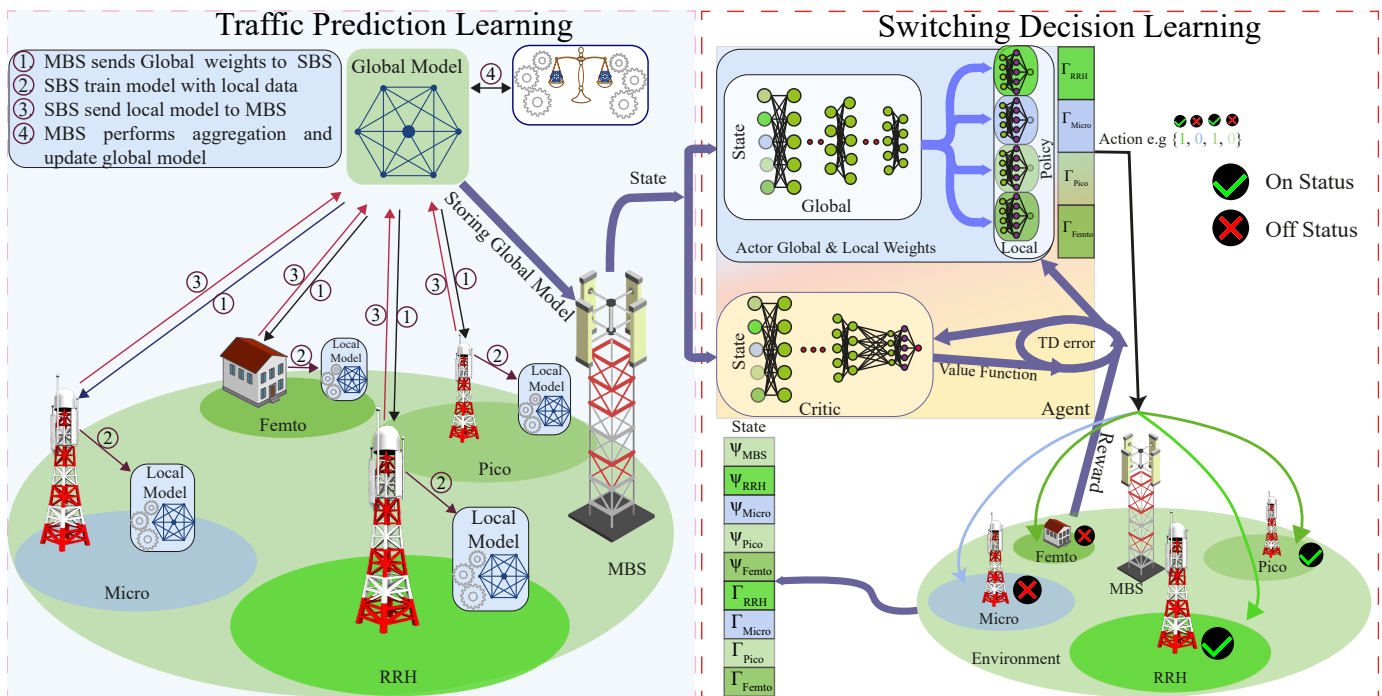 Traffic Prediction Learning
1 MBS sends Global weights to SBS
2 SBS train model with local data
3 SBS send local model to MBS
4 MBS performs aggregation and
update global model
Global Model
4
Storing Global Model
3
1
3
1
3
1
3
1
2
Local
Model
Femto
2
Local
Model
Pico
2
Local
Model
Micro
2
Local
Model
RRH
MBS
Switching Decision Learning
State
State
Global
Actor Global & Local Weights
Policy
Local
Γ_RRH
Γ_Micro
Γ_Pico
Γ_Femto
Action e.g {1, 0, 1, 0}
On Status
Off Status
State
Critic
TD error
Value Function
Agent
Reward
State
Ψ_MBS
Ψ_RRH
Ψ_Micro
Ψ_Pico
Ψ_Femto
Γ_RRH
Γ_Micro
Γ_Pico
Γ_Femto
Femto
MBS
Pico
Micro
Environment
RRH